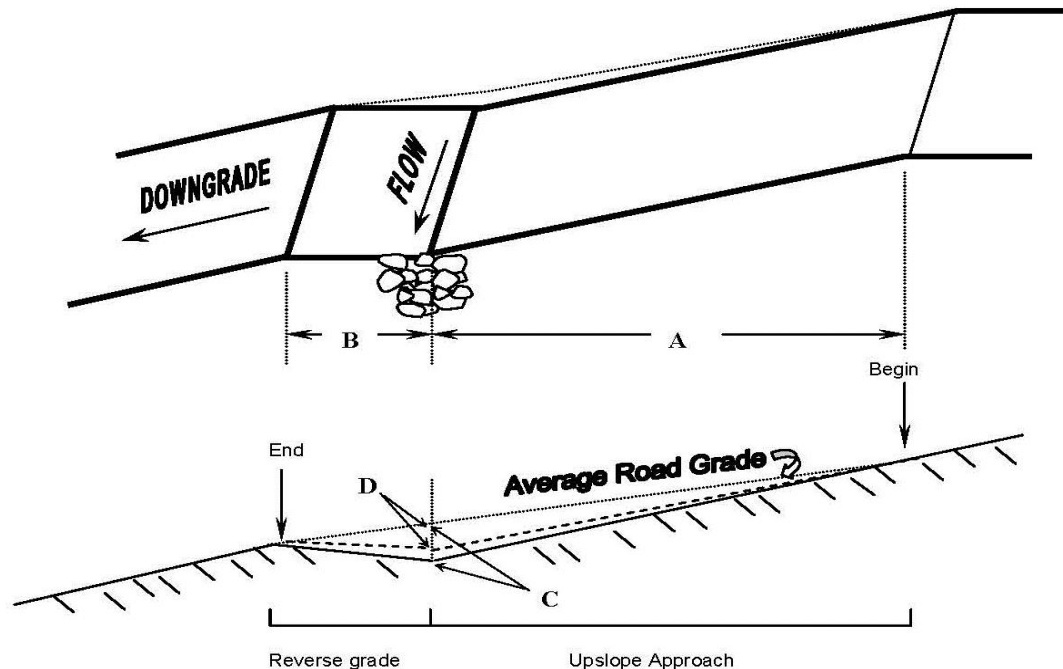 DOWNGRADE
FLOW
B
A
Begin
End
Average Road Grade
D
C
Reverse grade
Upslope Approach